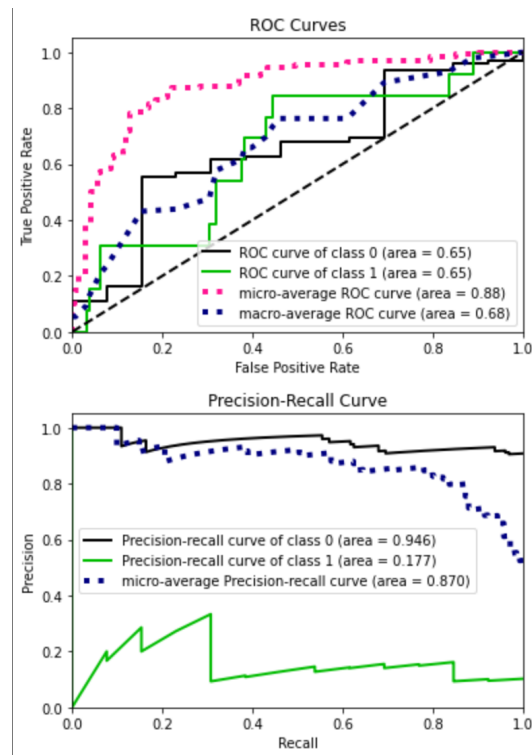 ROC Curves
1.0
0.8
0.6
0.4
0.2
0.0
True Positive Rate
ROC curve of class 0 (area = 0.65)
ROC curve of class 1 (area = 0.65)
micro-average ROC curve (area = 0.88)
macro-average ROC curve (area = 0.68)
0.0 0.2 0.4 0.6 0.8 1.0
False Positive Rate
Precision-Recall Curve
1.0
0.8
0.6
0.4
0.2
0.0
Precision
Precision-recall curve of class 0 (area = 0.946)
Precision-recall curve of class 1 (area = 0.177)
micro-average Precision-recall curve (area = 0.870)
0.0 0.2 0.4 0.6 0.8 1.0
Recall